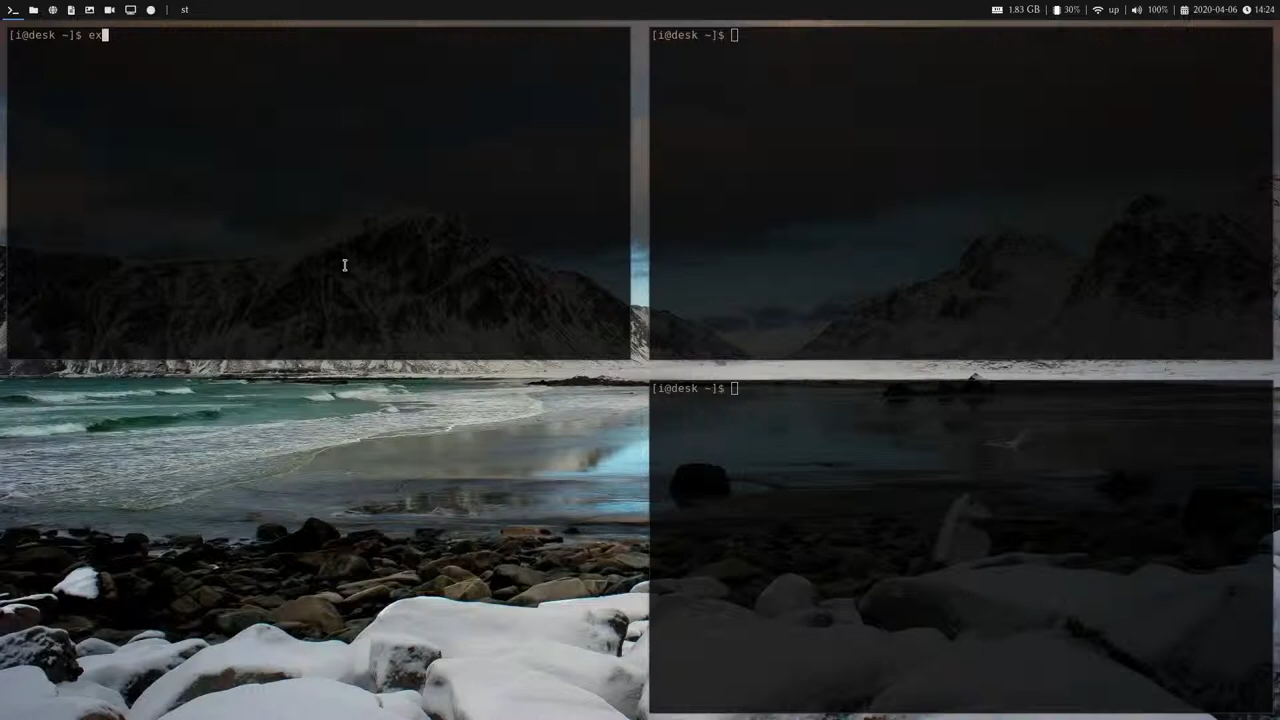 st 1.83 GB | 30% | up | 100% | 2020-04-06 14:24
[i@desk ~]$ ex
[i@desk ~]$
[i@desk ~]$